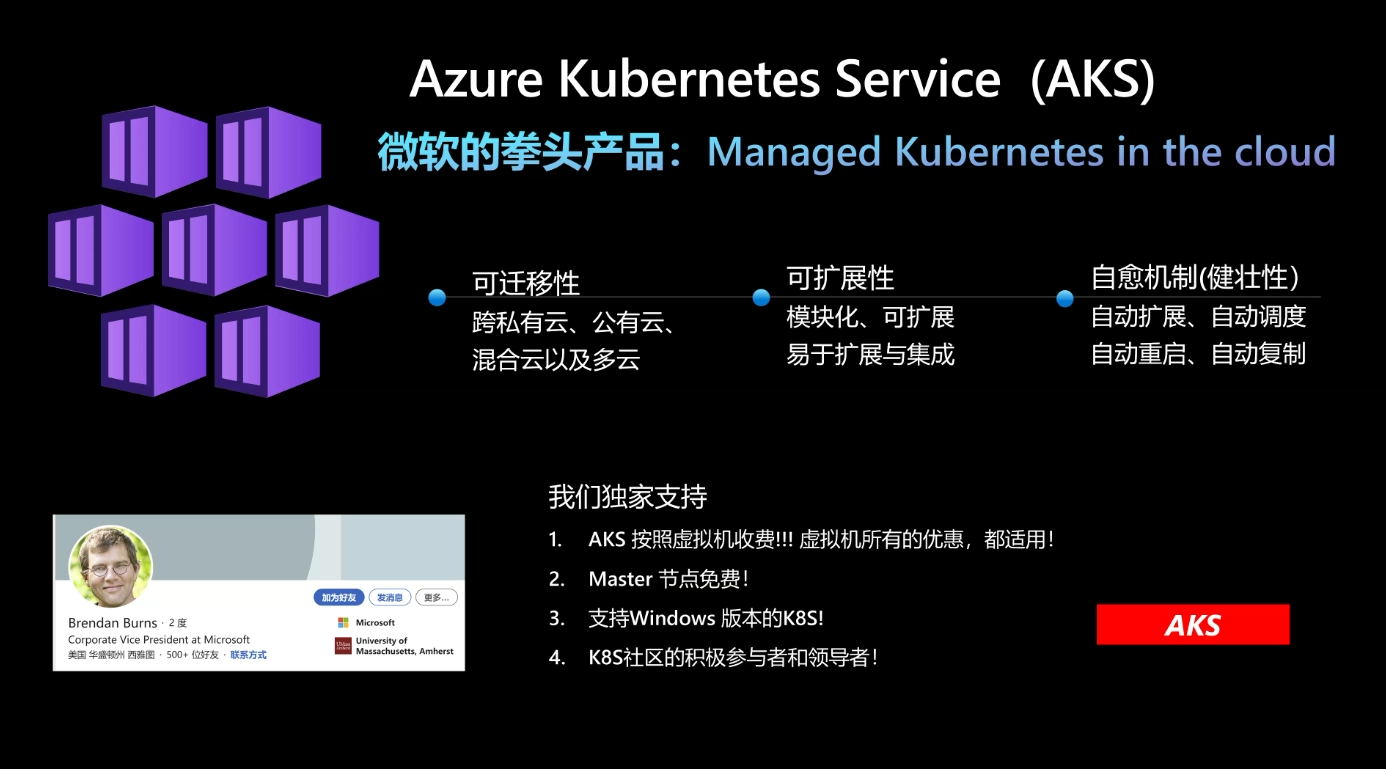 Azure Kubernetes Service (AKS)
微软的拳头产品：Managed Kubernetes in the cloud
可迁移性
跨私有云、公有云、
混合云以及多云
可扩展性
模块化、可扩展
易于扩展与集成
自愈机制(健壮性）
自动扩展、自动调度
自动重启、自动复制
我们独家支持
1. AKS 按照虚拟机收费!!! 虚拟机所有的优惠，都适用！
2. Master 节点免费！
3. 支持Windows 版本的K8S!
4. K8S社区的积极参与者和领导者！
AKS
加为好友
发消息
更多...
Brendan Burns · 2 度
Corporate Vice President at Microsoft
美国 华盛顿州 西雅图 · 500+ 位好友 · 联系方式
Microsoft
University of
Massachusetts, Amherst